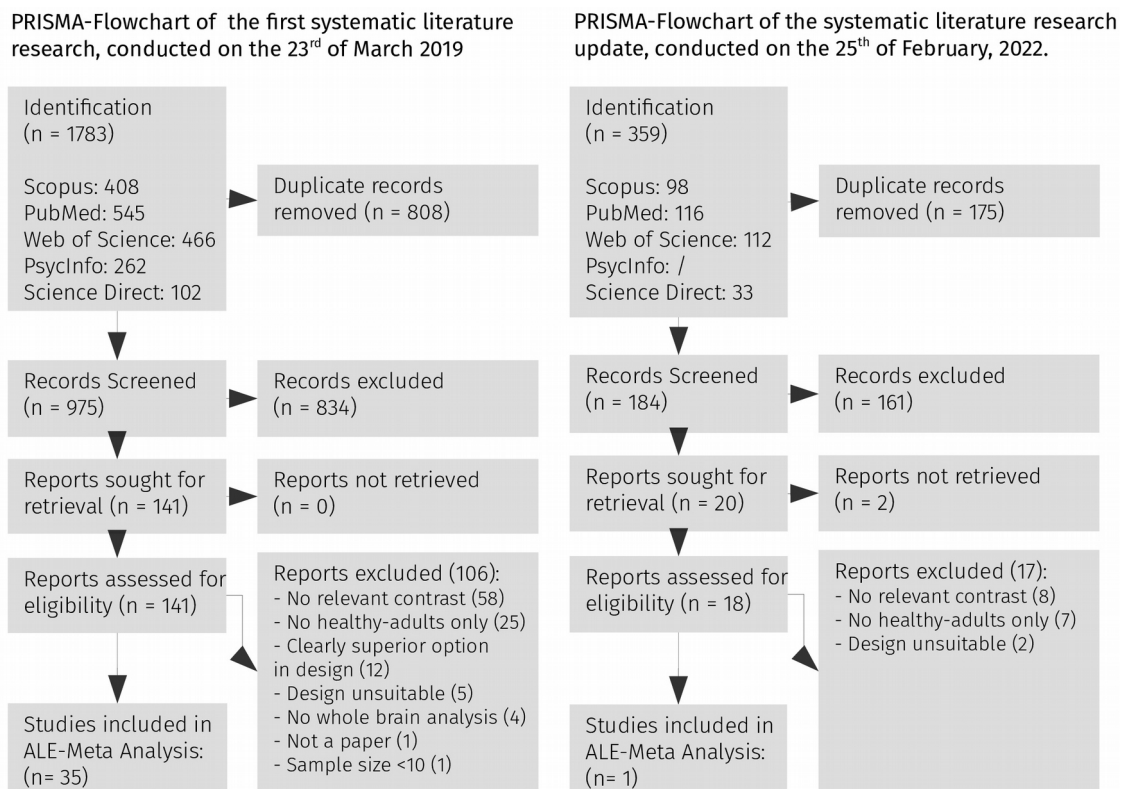 PRISMA-Flowchart of the first systematic literature
research, conducted on the 23rd of March 2019
Identification
(n = 1783)
Scopus: 408
PubMed: 545
Web of Science: 466
PsycInfo: 262
Science Direct: 102
Duplicate records
removed (n = 808)
Records Screened
(n = 975)
Records excluded
(n = 834)
Reports sought for
retrieval (n = 141)
Reports not retrieved
(n = 0)
Reports assessed for
eligibility (n = 141)
Reports excluded (106):
- No relevant contrast (58)
- No healthy-adults only (25)
- Clearly superior option
in design (12)
- Design unsuitable (5)
- No whole brain analysis (4)
- Not a paper (1)
- Sample size <10 (1)
Studies included in
ALE-Meta Analysis:
(n= 35)
PRISMA-Flowchart of the systematic literature research
update, conducted on the 25th of February, 2022.
Identification
(n = 359)
Scopus: 98
PubMed: 116
Web of Science: 112
PsycInfo: /
Science Direct: 33
Duplicate records
removed (n = 175)
Records Screened
(n = 184)
Records excluded
(n = 161)
Reports sought for
retrieval (n = 20)
Reports not retrieved
(n = 2)
Reports assessed for
eligibility (n = 18)
Reports excluded (17):
- No relevant contrast (8)
- No healthy-adults only (7)
- Design unsuitable (2)
Studies included in
ALE-Meta Analysis:
(n= 1)